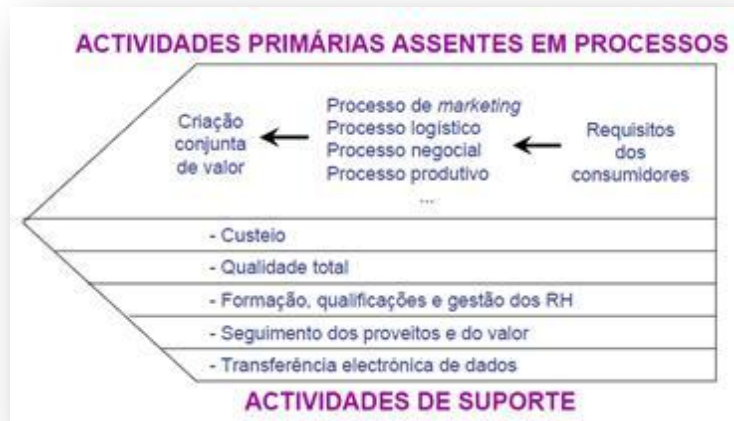 ACTIVIDADES PRIMÁRIAS ASSENTES EM PROCESSOS
Criação
conjunta
de valor
Processo de marketing
Processo logístico
Processo negocial
Processo produtivo
...
Requisitos
dos
consumidores
- Custeio
- Qualidade total
- Formação, qualificações e gestão dos RH
- Seguimento dos proveitos e do valor
- Transferência electrónica de dados
ACTIVIDADES DE SUPORTE